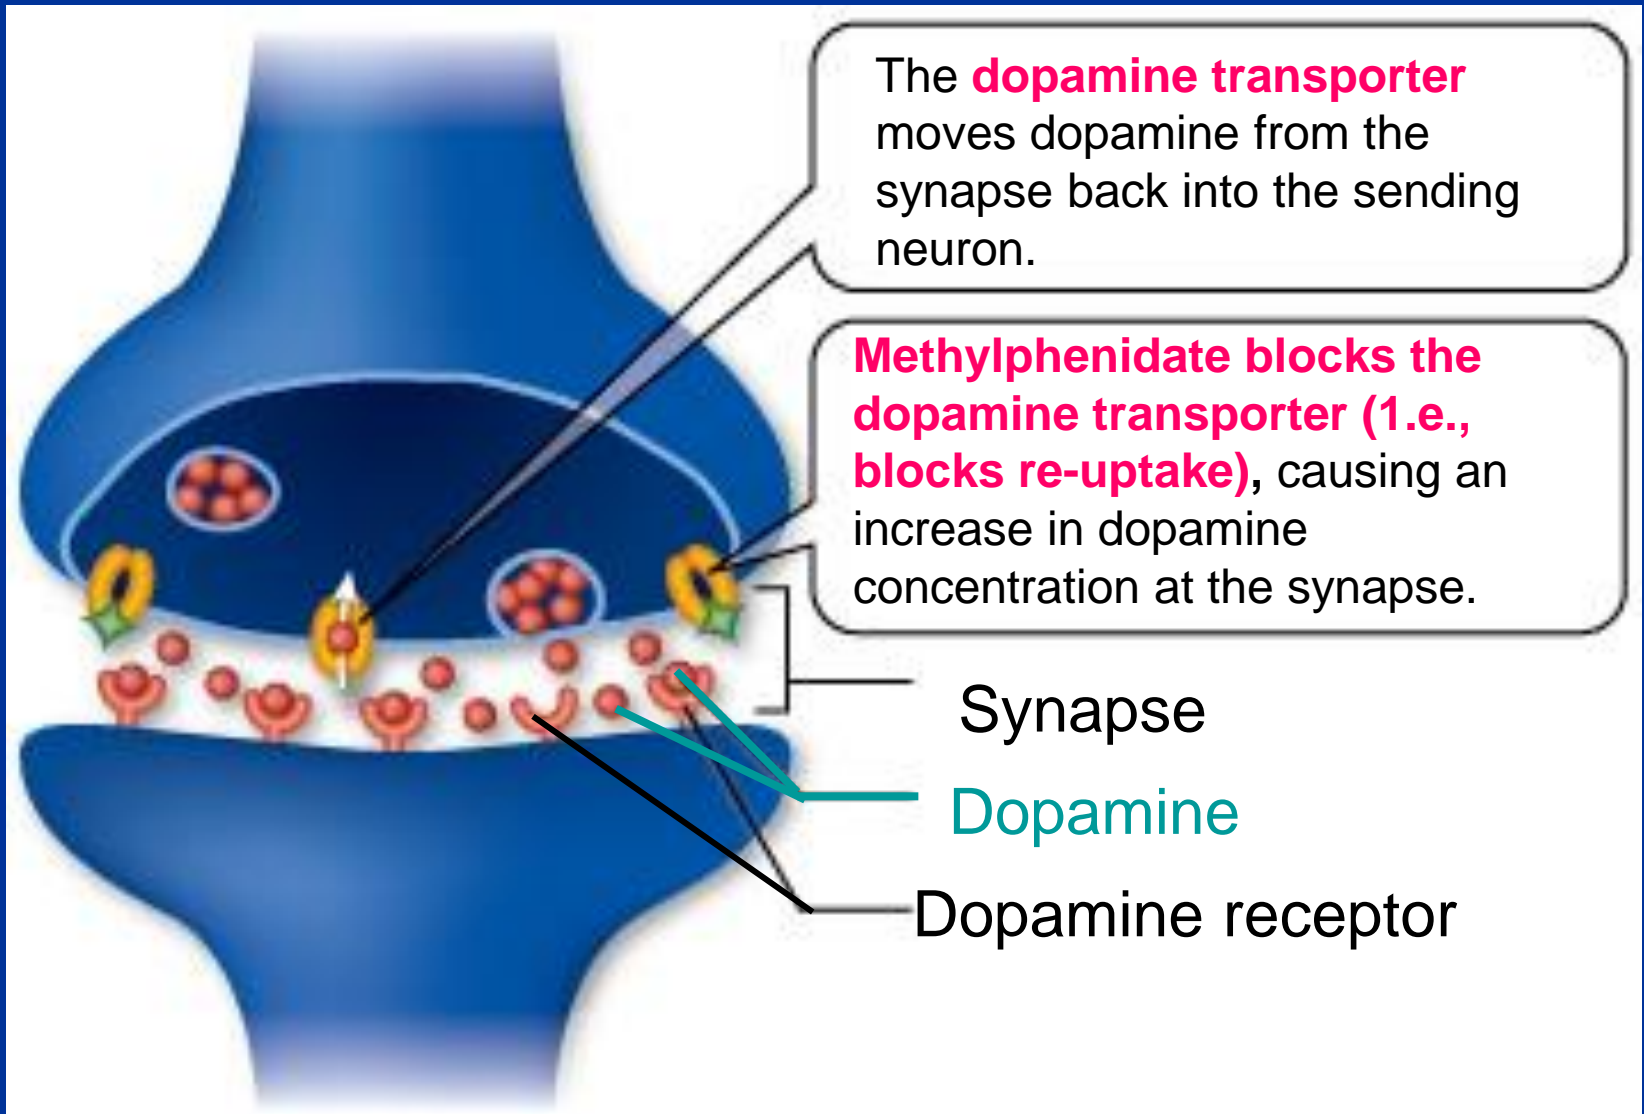 The dopamine transporter
moves dopamine from the
synapse back into the sending
neuron.
Methylphenidate blocks the
dopamine transporter (1.e.,
blocks re-uptake), causing an
increase in dopamine
concentration at the synapse.
Synapse
Dopamine
Dopamine receptor